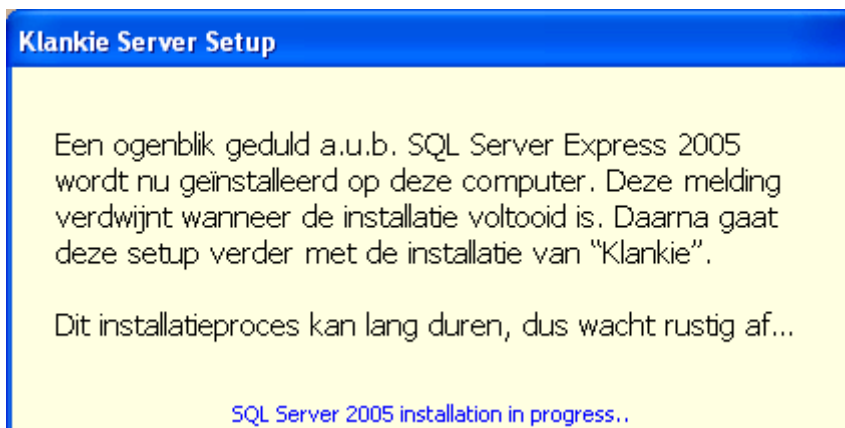 Klankie Server Setup
Een ogenblik geduld a.u.b. SQL Server Express 2005
wordt nu geïnstalleerd op deze computer. Deze melding
verdwijnt wanneer de installatie voltooid is. Daarna gaat
deze setup verder met de installatie van “Klankie”.
Dit installatieproces kan lang duren, dus wacht rustig af...
SQL Server 2005 installation in progress..